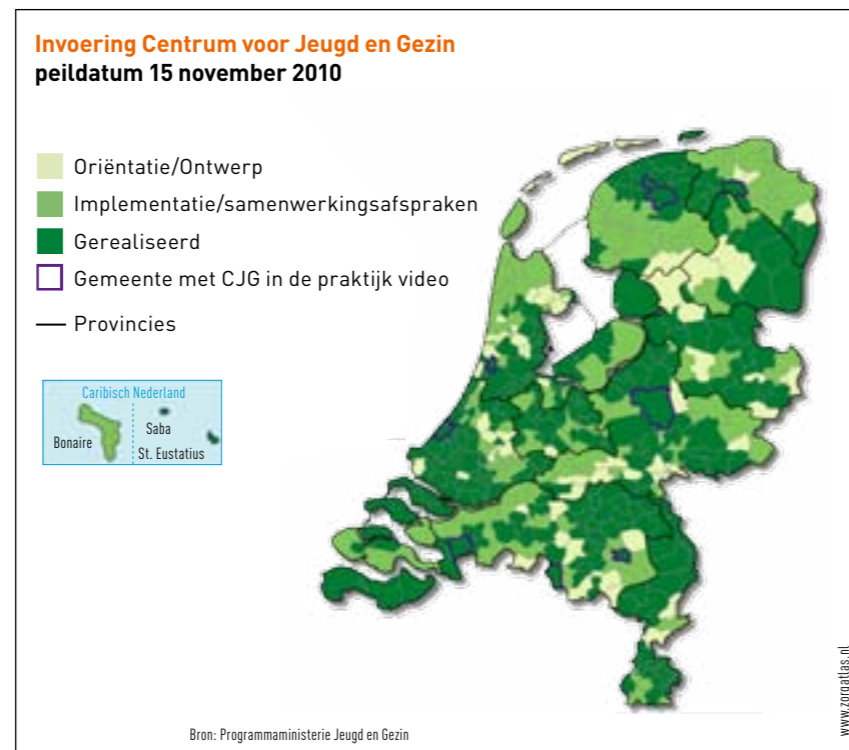 Invoering Centrum voor Jeugd en Gezin
peildatum 15 november 2010
Oriëntatie/Ontwerp
Implementatie/samenwerkingsafspraken
Gerealiseerd
Gemeente met CJG in de praktijk video
Provincies
Caribisch Nederland
Bonaire
Saba
St. Eustatius
Bron: Programmaministerie Jeugd en Gezin
www.zorgatlas.nl